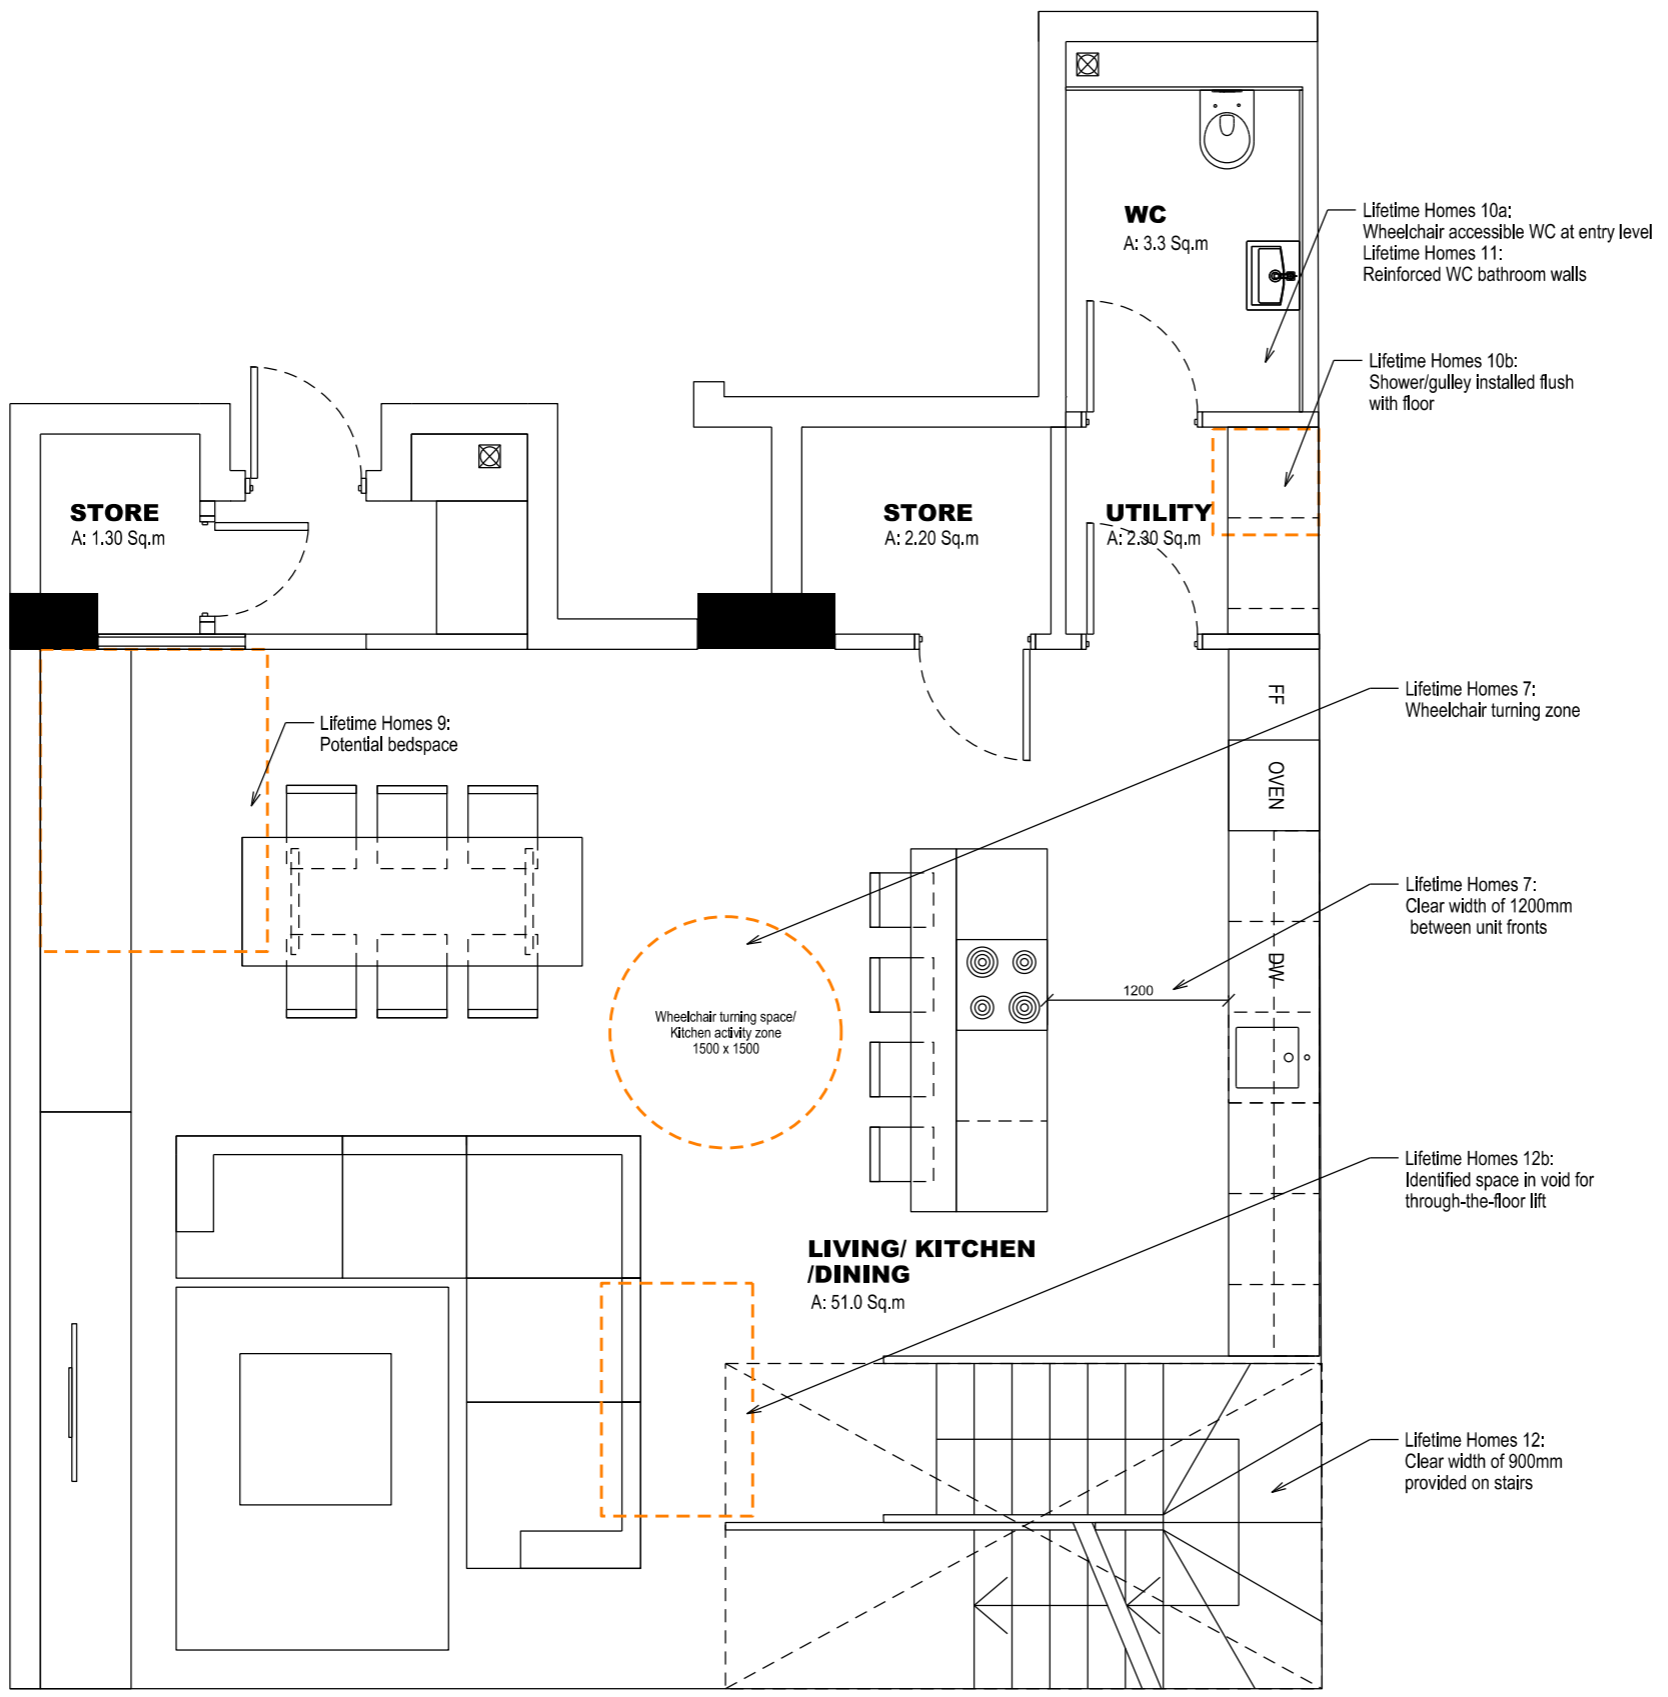 WC
A: 3.3 Sq.m
Lifetime Homes 10a:
Wheelchair accessible WC at entry level
Lifetime Homes 11:
Reinforced WC bathroom walls
Lifetime Homes 10b:
Shower/gulley installed flush
with floor
STORE
A: 1.30 Sq.m
STORE
A: 2.20 Sq.m
UTILITY
A: 2.30 Sq.m
Lifetime Homes 9:
Potential bedspace
FF
Lifetime Homes 7:
Wheelchair turning zone
OVEN
Lifetime Homes 7:
Clear width of 1200mm
between unit fronts
DW
1200
Wheelchair turning space/
Kitchen activity zone
1500 x 1500
Lifetime Homes 12b:
Identified space in void for
through-the-floor lift
LIVING/ KITCHEN
/DINING
A: 51.0 Sq.m
Lifetime Homes 12:
Clear width of 900mm
provided on stairs